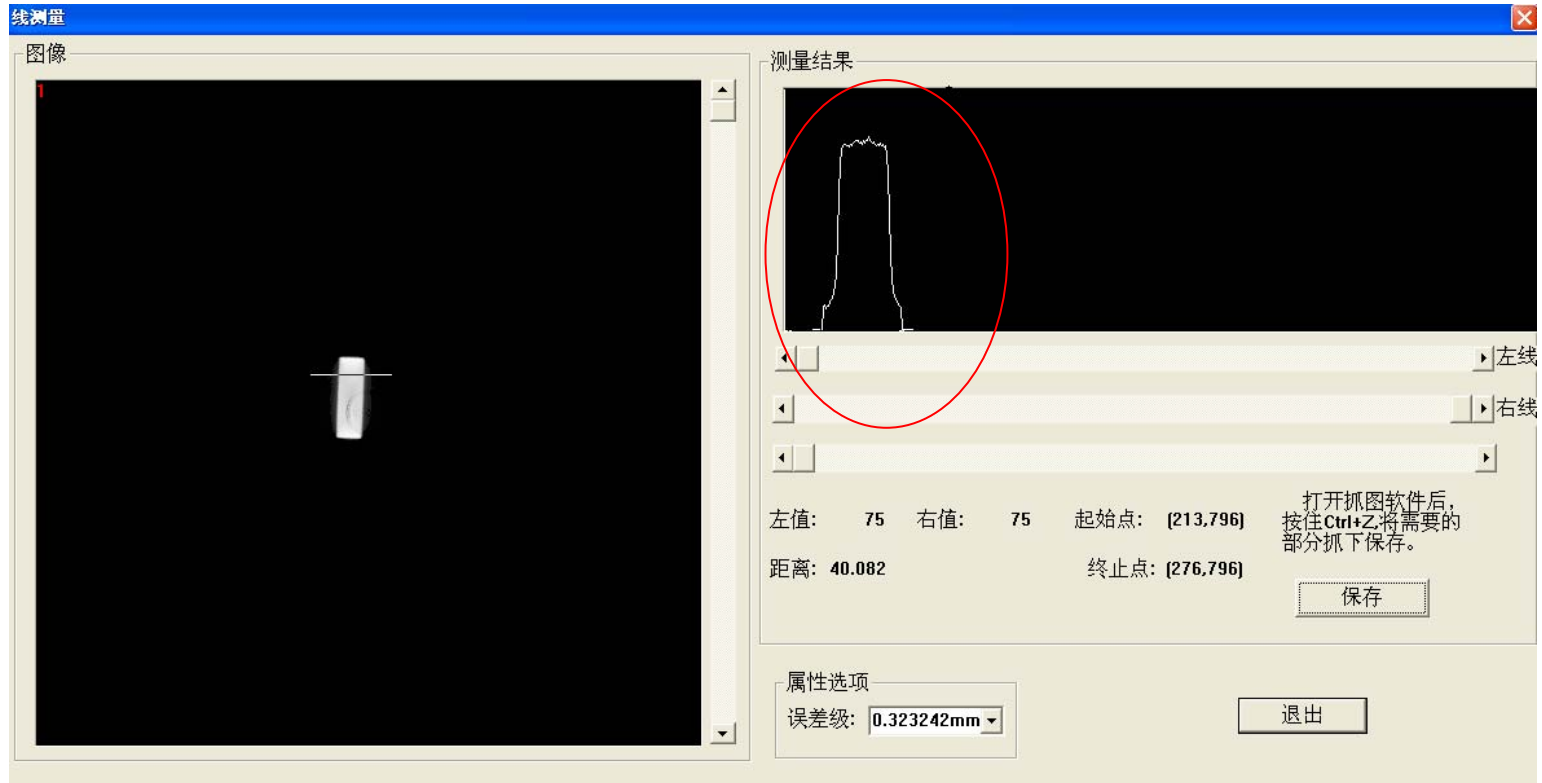 线测量
图像
1
测量结果
左线
右线
左值: 75 右值: 75 起始点: (213,796)
距离: 40.082 终止点: (276,796)
打开抓图软件后，
按住Ctrl+Z,将需要的
部分抓下保存。
保存
属性选项
误差级: 0.323242mm
退出